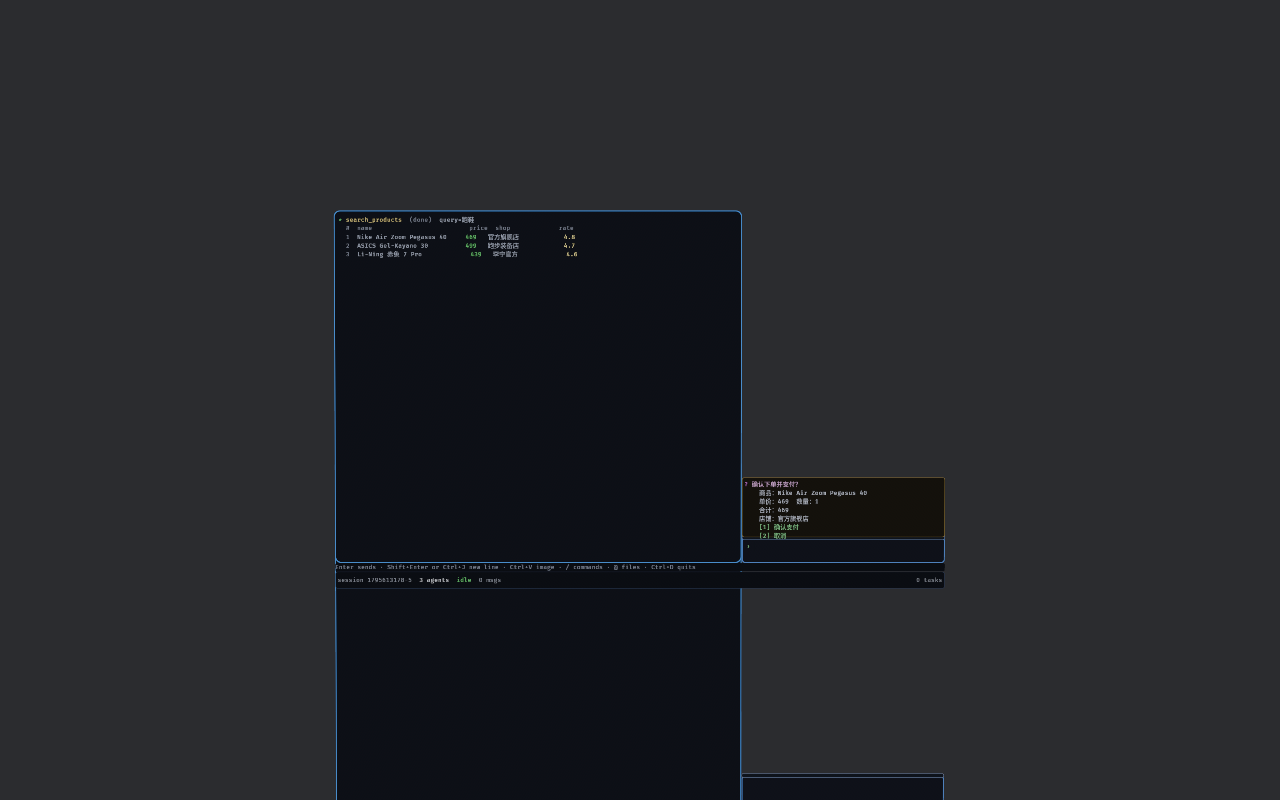 search_products (done) query=跑鞋
# name price shop rate
1 Nike Air Zoom Pegasus 40 469 官方旗舰店 4.8
2 ASICS Gel-Kayano 30 499 跑步装备店 4.7
3 Li-Ning 赤兔 7 Pro 439 李宁官方 4.6
? 确认下单并支付?
商品: Nike Air Zoom Pegasus 40
单价: 469 数量: 1
合计: 469
店铺: 官方旗舰店
[1] 确认支付
[2] 取消
›
Enter sends · Shift+Enter or Ctrl+J new line · Ctrl+V image · / commands · @ files · Ctrl+D quits
session 1795613178 5 3 agents idle 0 msgs 0 tasks